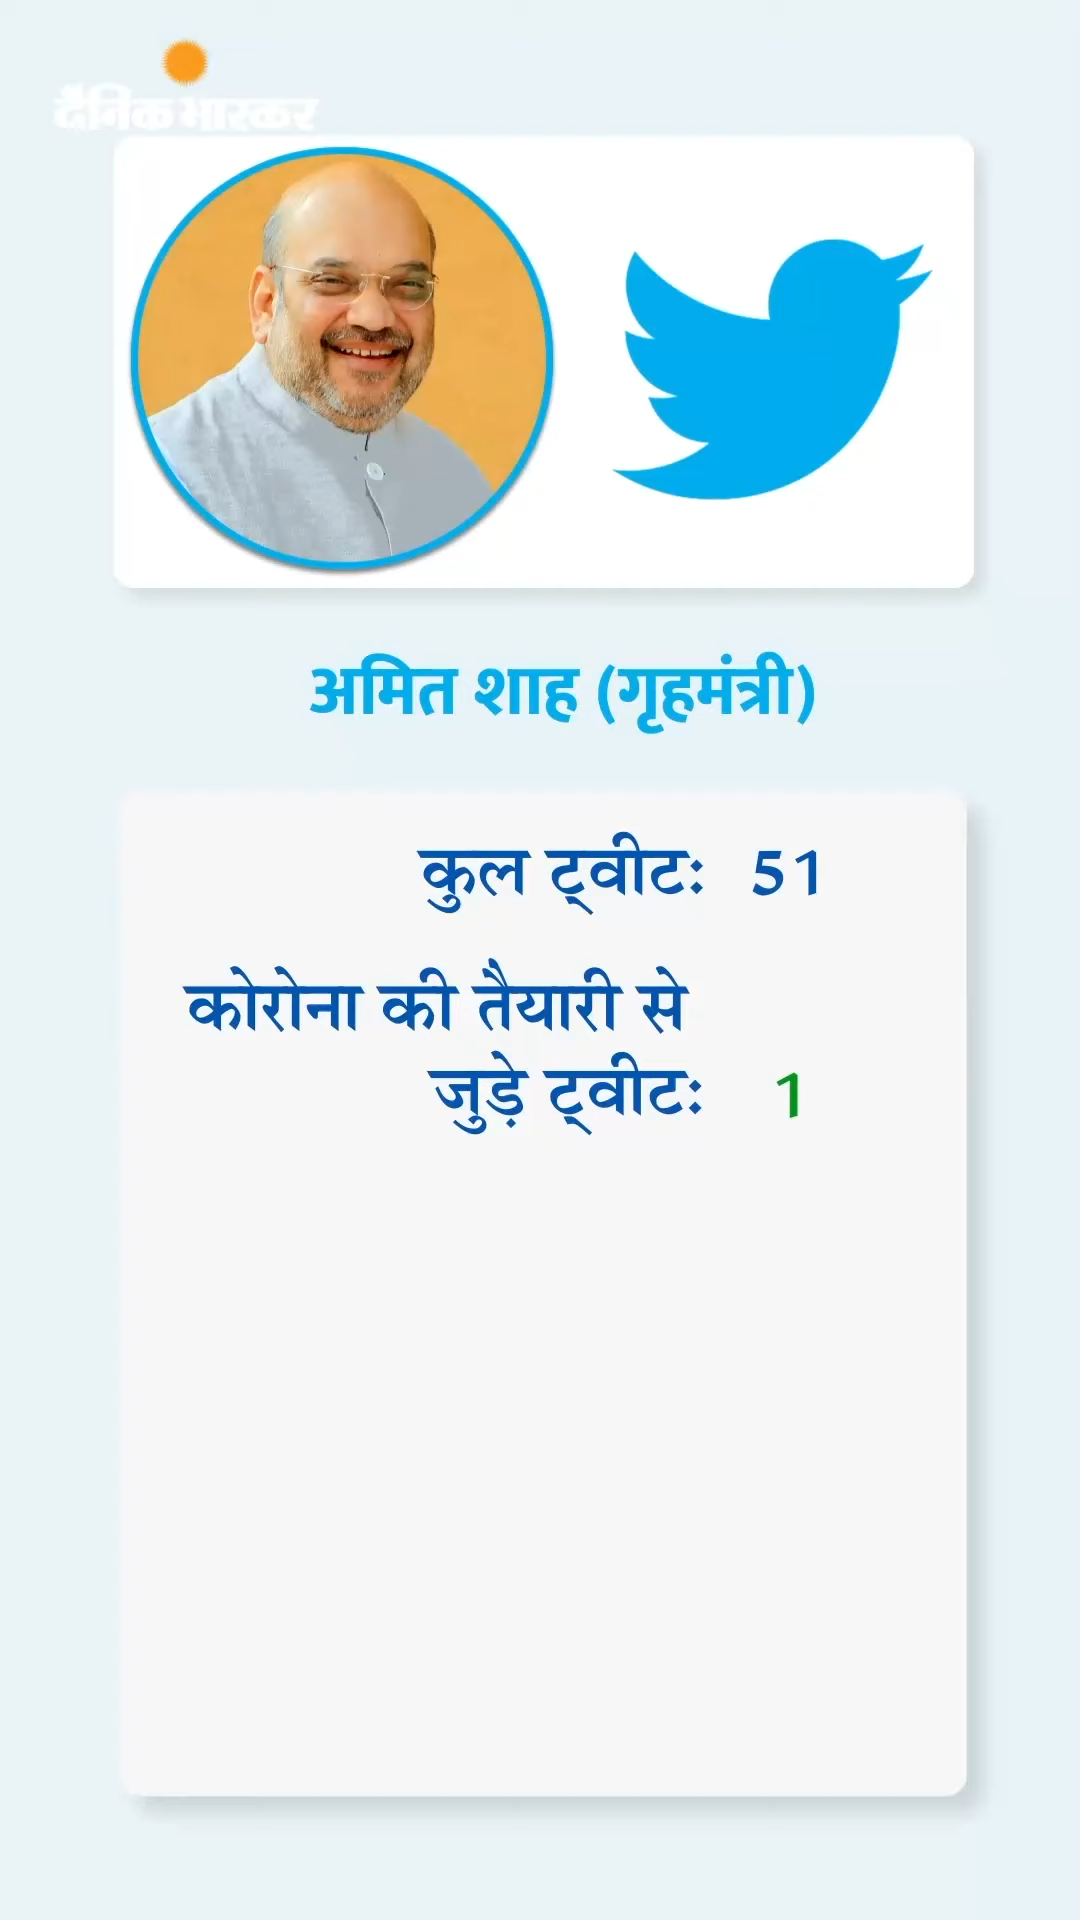 दैनिक भास्कर
अमित शाह (गृहमंत्री)
कुल ट्वीटः 51
कोरोना की तैयारी से
जुड़े ट्वीटः 1